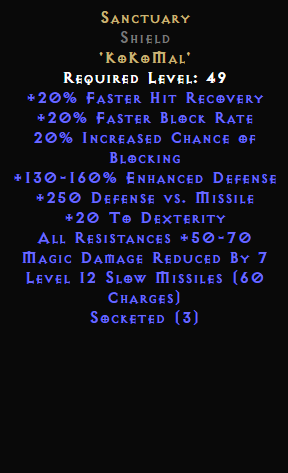 Sanctuary
Shield
'KoKoMal'
Required Level: 49
+20% Faster Hit Recovery
+20% Faster Block Rate
20% Increased Chance of
Blocking
+130-160% Enhanced Defense
+250 Defense vs. Missile
+20 To Dexterity
All Resistances +50-70
Magic Damage Reduced By 7
Level 12 Slow Missiles (60
Charges)
Socketed (3)